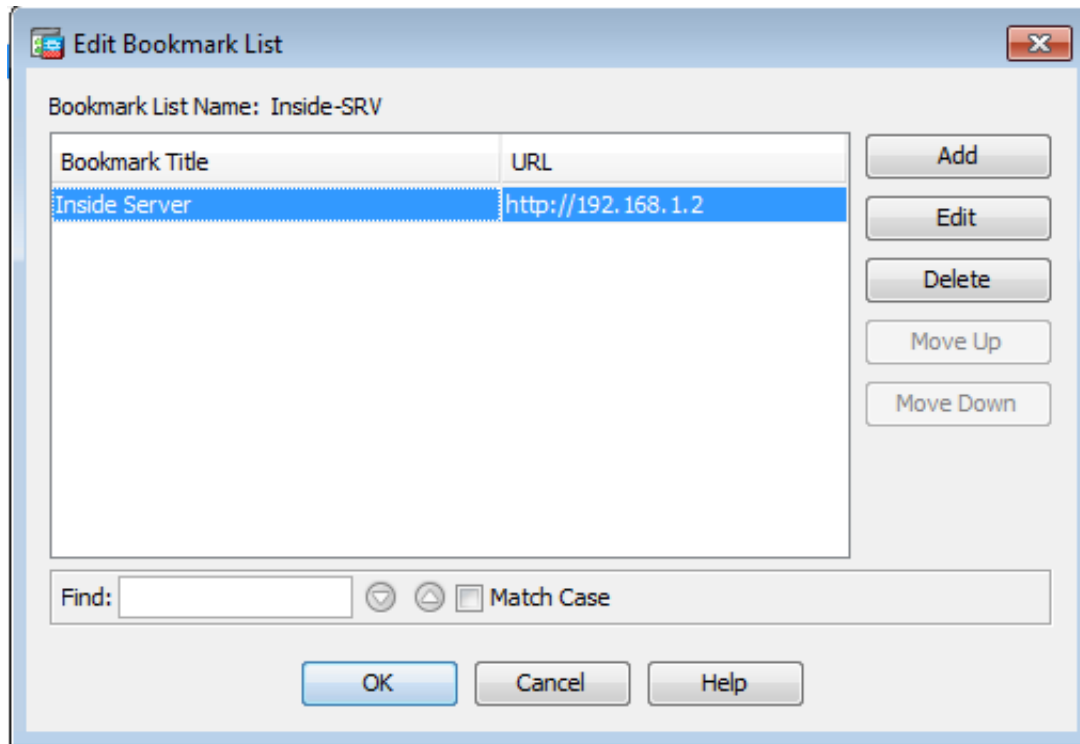 Edit Bookmark List
Bookmark List Name: Inside-SRV
Bookmark Title URL
Inside Server http://192.168.1.2
Add
Edit
Delete
Move Up
Move Down
Find: Match Case
OK Cancel Help